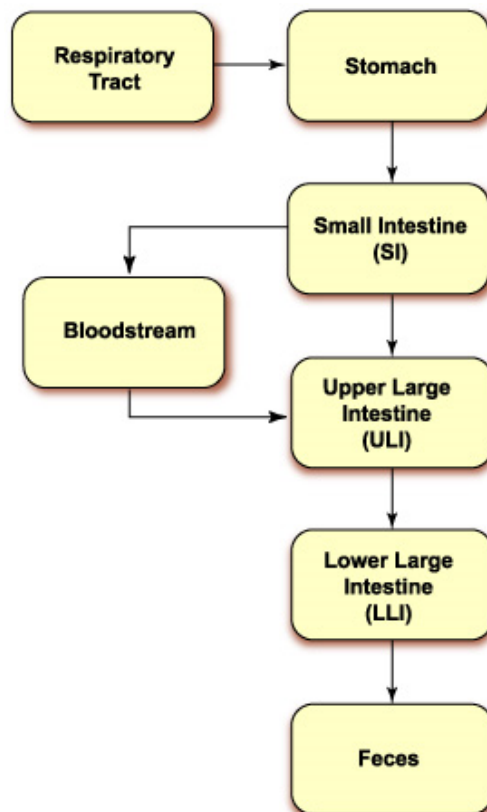 Respiratory
Tract
Stomach
Small Intestine
(SI)
Bloodstream
Upper Large
Intestine
(ULI)
Lower Large
Intestine
(LLI)
Feces